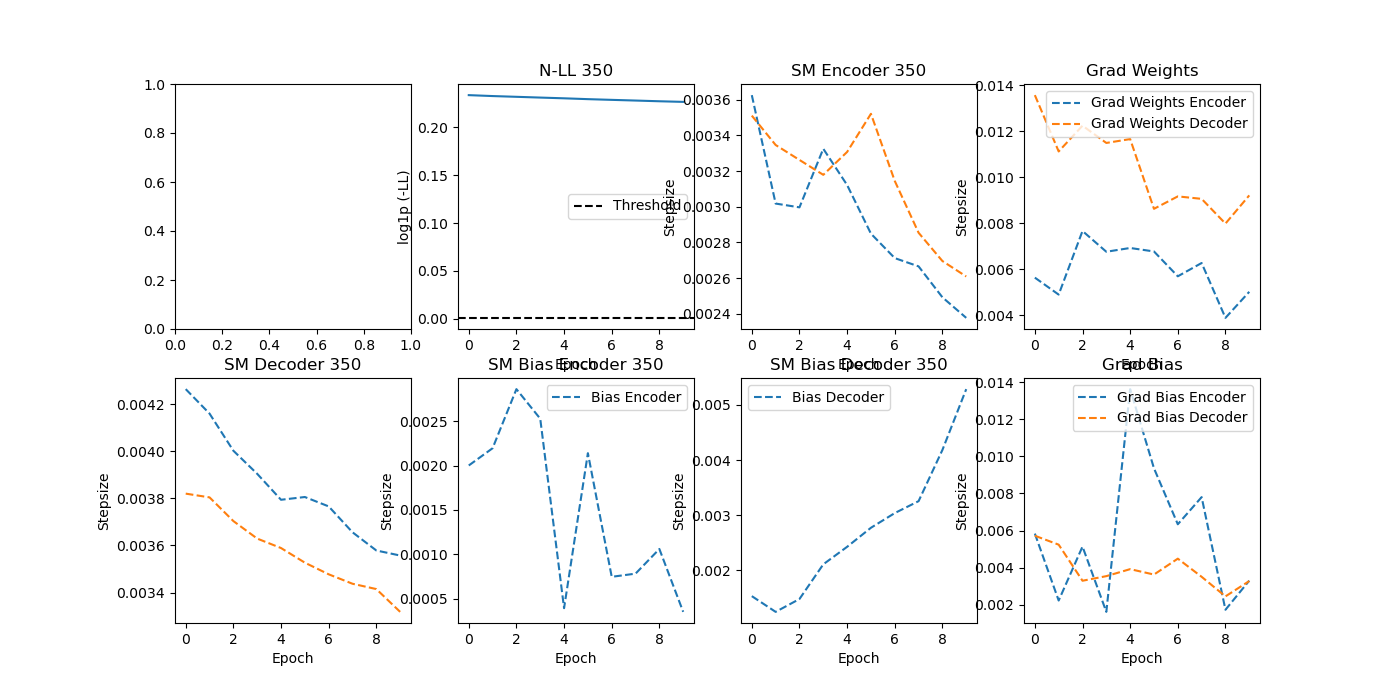 N-LL 350
SM Encoder 350
Grad Weights
1.0
0.8
0.6
0.4
0.2
0.0
0.0 0.2 0.4 0.6 0.8 1.0
log1p (-LL)
0.20
0.15
0.10
0.05
0.00
Threshold
0 2 4 6 8
Epoch
Stepsize
0.0036
0.0034
0.0032
0.0030
0.0028
0.0026
0.0024
0 2 4 6 8
Epoch
Stepsize
0.014
0.012
0.010
0.008
0.006
0.004
Grad Weights Encoder
Grad Weights Decoder
0 2 4 6 8
Epoch
SM Decoder 350
SM Bias Encoder 350
SM Bias Decoder 350
Grad Bias
Stepsize
0.0042
0.0040
0.0038
0.0036
0.0034
0 2 4 6 8
Epoch
Stepsize
0.0025
0.0020
0.0015
0.0010
0.0005
Bias Encoder
0 2 4 6 8
Epoch
Stepsize
0.005
0.004
0.003
0.002
Bias Decoder
0 2 4 6 8
Epoch
Stepsize
0.014
0.012
0.010
0.008
0.006
0.004
0.002
Grad Bias Encoder
Grad Bias Decoder
0 2 4 6 8
Epoch